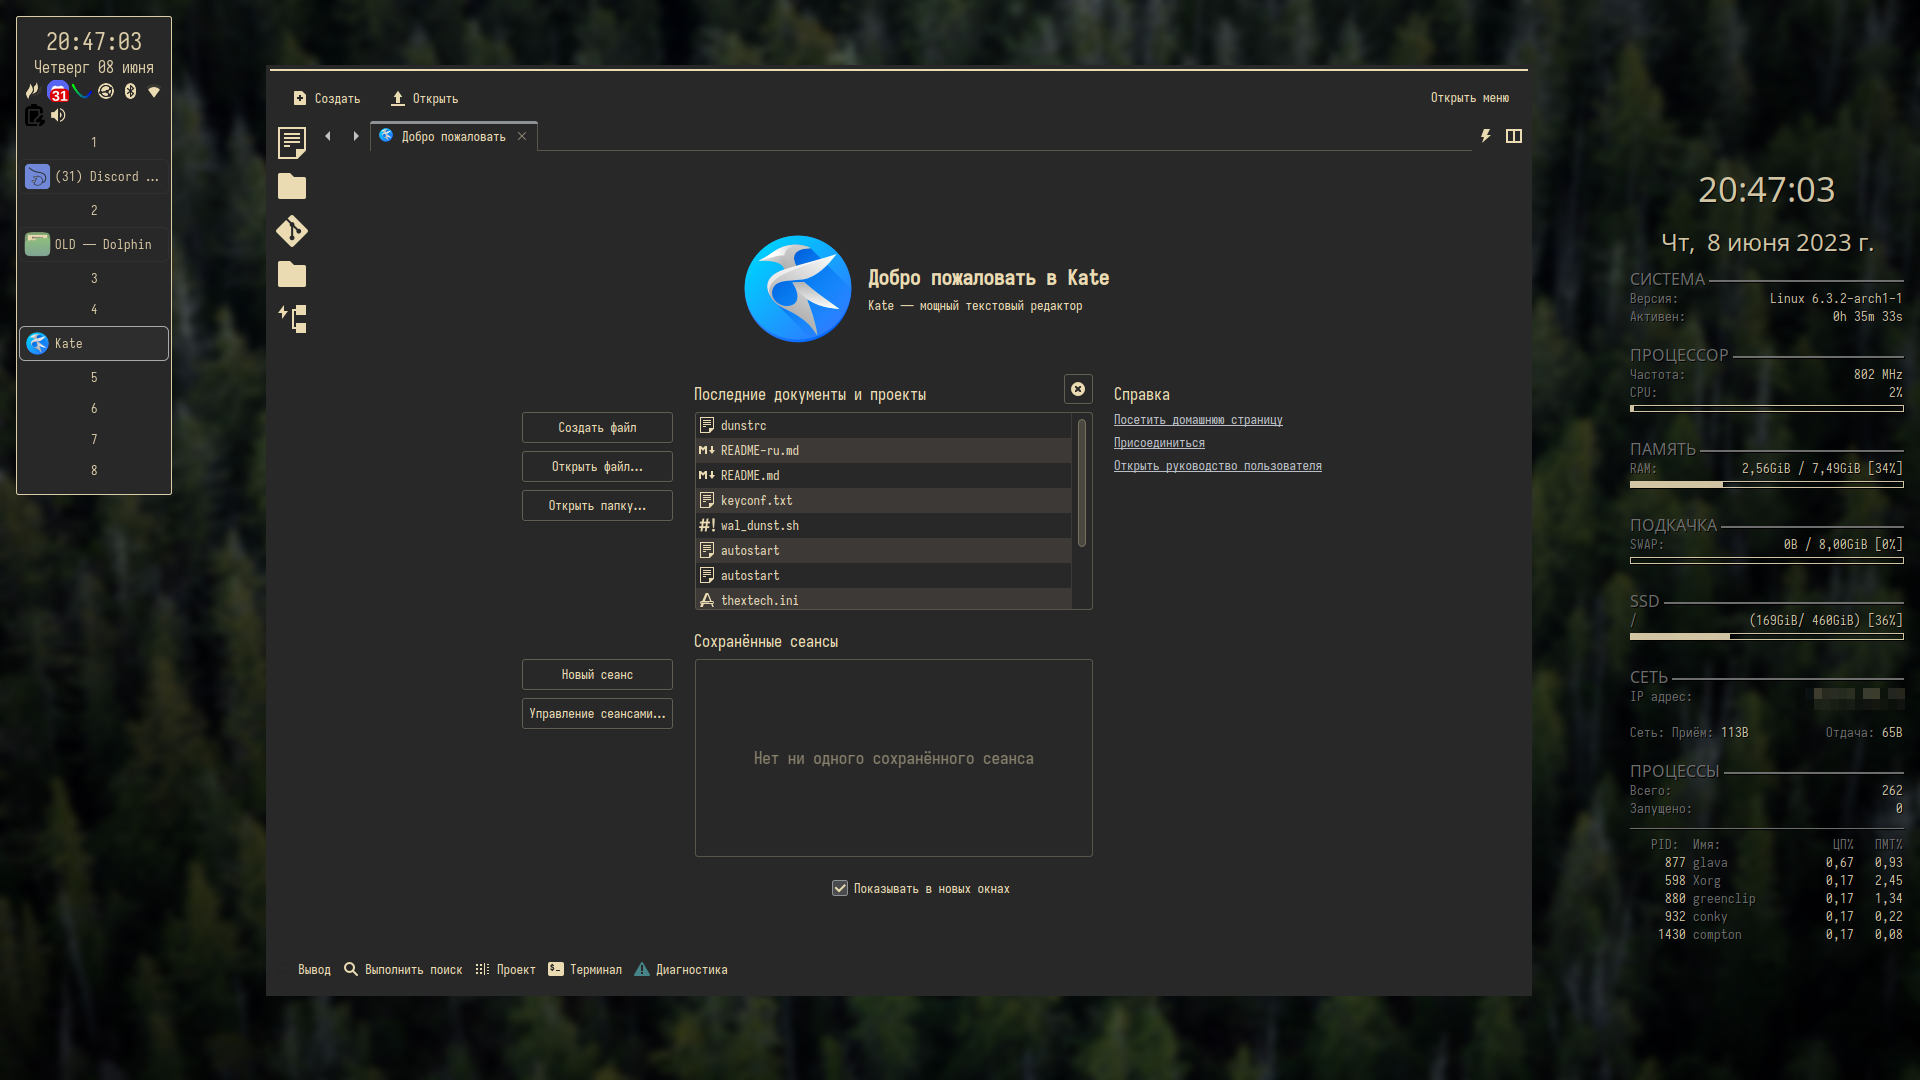 20:47:03
Четверг 08 июня
31
1
(31) Discord ...
2
OLD — Dolphin
3
4
Kate
5
6
7
8
Создать
Открыть
Открыть меню
Добро пожаловать
Добро пожаловать в Kate
Kate — мощный текстовый редактор
Последние документы и проекты
Создать файл
Открыть файл...
Открыть папку...
dunstrc
README-ru.md
README.md
keyconf.txt
wal_dunst.sh
autostart
autostart
thextech.ini
Справка
Посетить домашнюю страницу
Присоединиться
Открыть руководство пользователя
Сохранённые сеансы
Новый сеанс
Управление сеансами...
Нет ни одного сохранённого сеанса
Показывать в новых окнах
Вывод
Выполнить поиск
Проект
Терминал
Диагностика
20:47:03
Чт, 8 июня 2023 г.
СИСТЕМА
Версия: Linux 6.3.2-arch1-1
Активен: 0h 35m 33s
ПРОЦЕССОР
Частота: 802 MHz
CPU: 2%
ПАМЯТЬ
RAM: 2,56GiB / 7,49GiB [34%]
ПОДКАЧКА
SWAP: 0B / 8,00GiB [0%]
SSD
/ (169GiB/ 460GiB) [36%]
СЕТЬ
IP адрес:
Сеть: Приём: 113B Отдача: 65B
ПРОЦЕССЫ
Всего: 262
Запущено: 0
PID: Имя: ЦП% ПМТ%
877 glava 0,67 0,93
598 Xorg 0,17 2,45
880 greenclip 0,17 1,34
932 conky 0,17 0,22
1430 compton 0,17 0,08